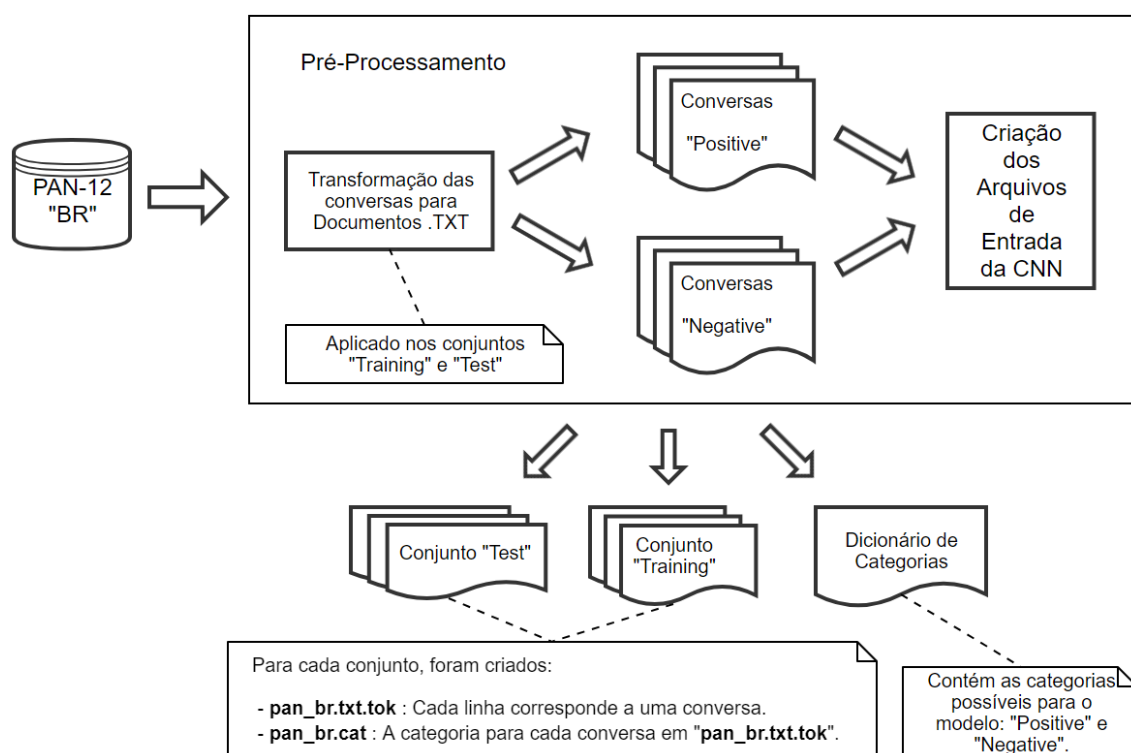 Pré-Processamento
PAN-12
"BR"
Transformação das
conversas para
Documentos .TXT
Aplicado nos conjuntos
"Training" e "Test"
Conversas
"Positive"
Conversas
"Negative"
Criação
dos
Arquivos
de
Entrada
da CNN
Conjunto "Test"
Conjunto
"Training"
Dicionário de
Categorias
Para cada conjunto, foram criados:
- pan_br.txt.tok : Cada linha corresponde a uma conversa.
- pan_br.cat : A categoria para cada conversa em "pan_br.txt.tok".
Contém as categorias
possíveis para o
modelo: "Positive" e
"Negative".